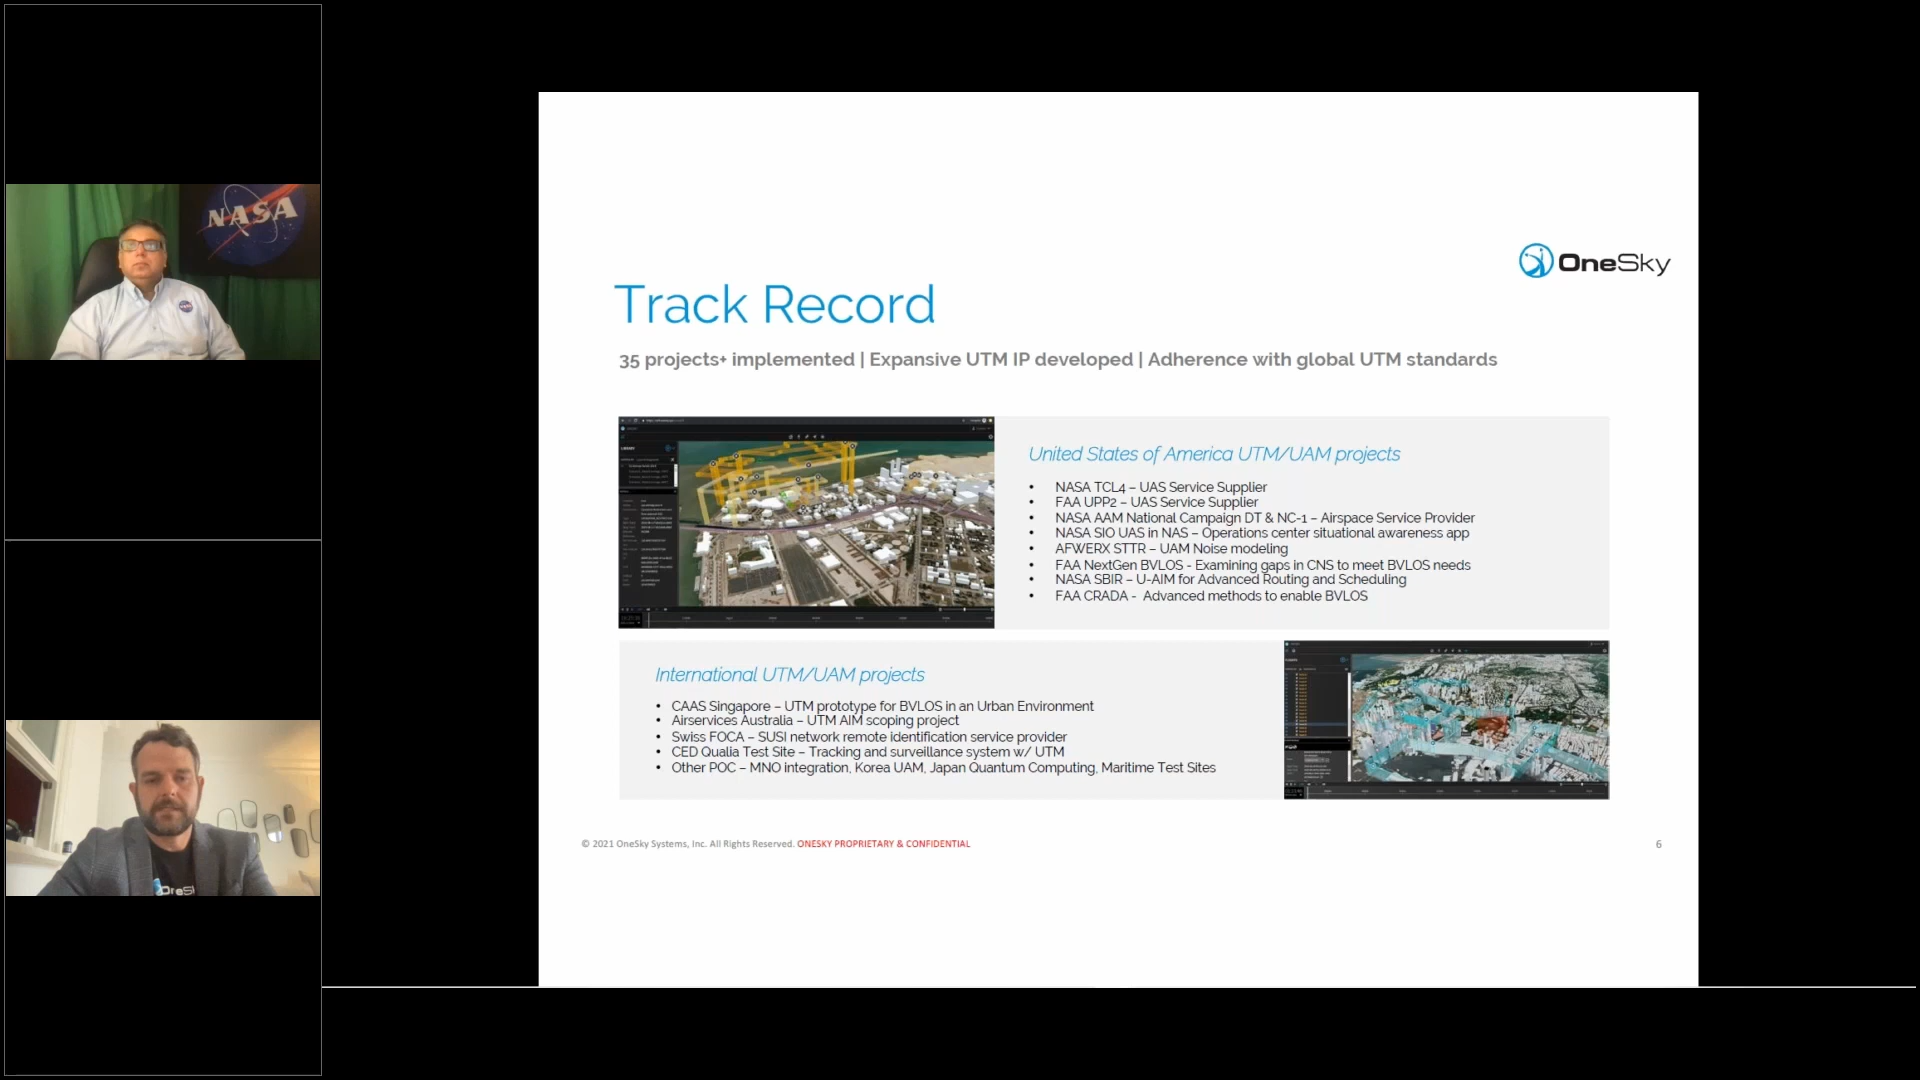 NASA
OneSky
Track Record
35 projects+ implemented | Expansive UTM IP developed | Adherence with global UTM standards
United States of America UTM/UAM projects
• NASA TCL4 – UAS Service Supplier
• FAA UPP2 – UAS Service Supplier
• NASA AAM National Campaign DT & NC-1 – Airspace Service Provider
• NASA SIO UAS in NAS – Operations center situational awareness app
• AFWERX STTR – UAM Noise modeling
• FAA NextGen BVLOS - Examining gaps in CNS to meet BVLOS needs
• NASA SBIR – U-AIM for Advanced Routing and Scheduling
• FAA CRADA - Advanced methods to enable BVLOS
International UTM/UAM projects
• CAAS Singapore – UTM prototype for BVLOS in an Urban Environment
• Airservices Australia – UTM AIM scoping project
• Swiss FOCA – SUSI network remote identification service provider
• CED Qualia Test Site – Tracking and surveillance system w/ UTM
• Other POC – MNO integration, Korea UAM, Japan Quantum Computing, Maritime Test Sites
© 2021 OneSky Systems, Inc. All Rights Reserved. ONESKY PROPRIETARY & CONFIDENTIAL
6